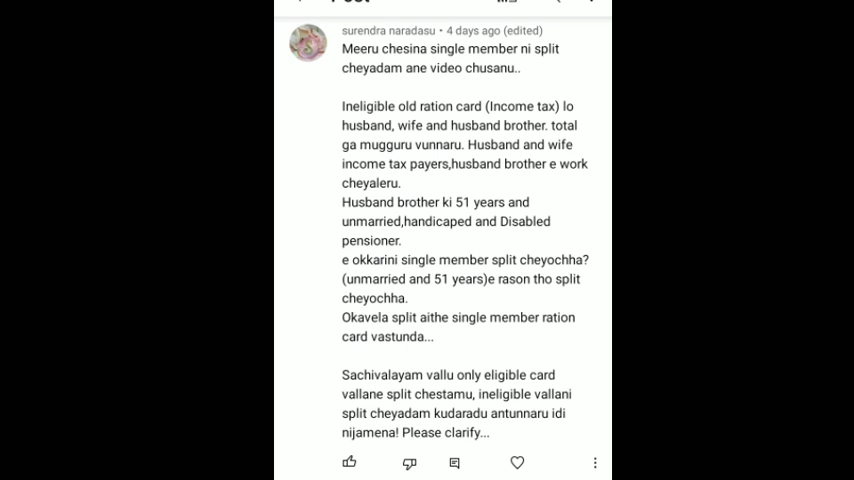 surendra naradasu • 4 days ago (edited)
Meeru chesina single member ni split
cheyadam ane video chusanu..
Ineligible old ration card (Income tax) lo
husband, wife and husband brother. total
ga mugguru vunnaru. Husband and wife
income tax payers,husband brother e work
cheyaleru.
Husband brother ki 51 years and
unmarried,handicaped and Disabled
pensioner.
e okkarini single member split cheyochha?
(unmarried and 51 years)e rason tho split
cheyochha.
Okavela split aithe single member ration
card vastunda...
Sachivalayam vallu only eligible card
vallane split chestamu, ineligible vallani
split cheyadam kudaradu antunnaru idi
nijamena! Please clarify...